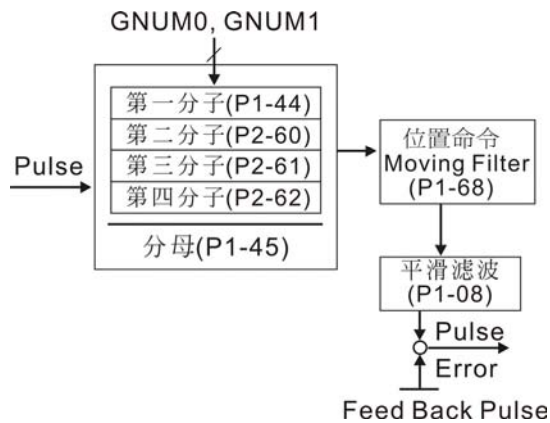 GNUM0, GNUM1
第一分子(P1-44)
第二分子(P2-60)
第三分子(P2-61)
第四分子(P2-62)
分母(P1-45)
Pulse
位置命令
Moving Filter
(P1-68)
平滑滤波
(P1-08)
Pulse
Error
Feed Back Pulse